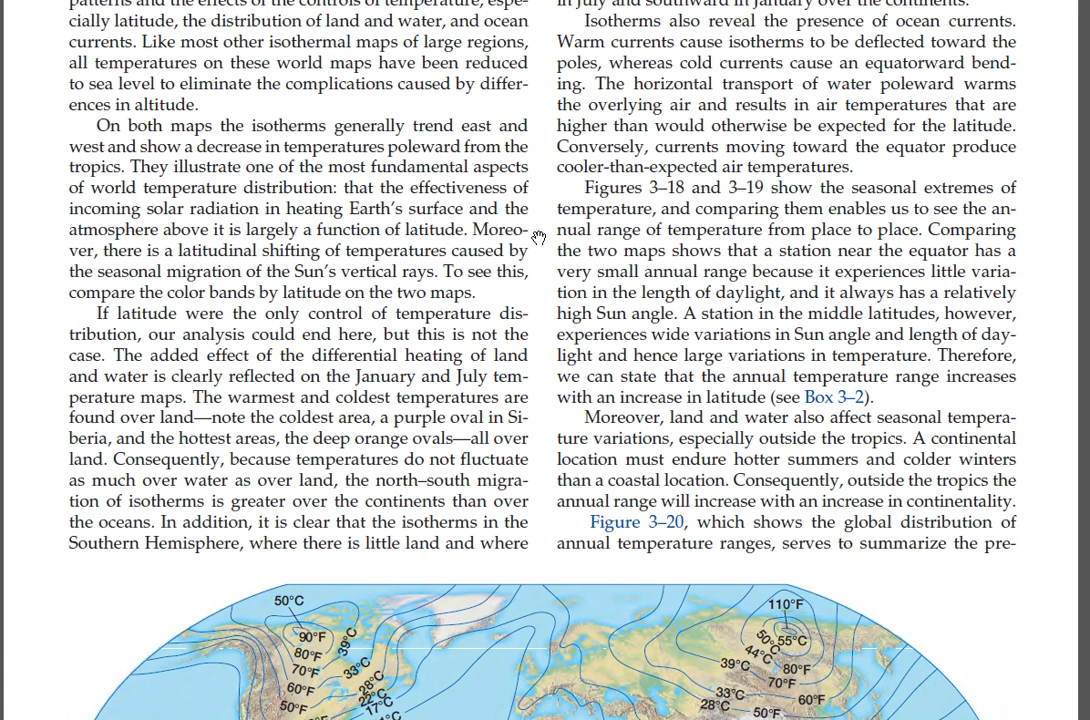 patterns and the effects of the controls of temperature, espe-
cially latitude, the distribution of land and water, and ocean
currents. Like most other isothermal maps of large regions,
all temperatures on these world maps have been reduced
to sea level to eliminate the complications caused by differ-
ences in altitude.
On both maps the isotherms generally trend east and
west and show a decrease in temperatures poleward from the
tropics. They illustrate one of the most fundamental aspects
of world temperature distribution: that the effectiveness of
incoming solar radiation in heating Earth's surface and the
atmosphere above it is largely a function of latitude. Moreo-
ver, there is a latitudinal shifting of temperatures caused by
the seasonal migration of the Sun's vertical rays. To see this,
compare the color bands by latitude on the two maps.
If latitude were the only control of temperature dis-
tribution, our analysis could end here, but this is not the
case. The added effect of the differential heating of land
and water is clearly reflected on the January and July tem-
perature maps. The warmest and coldest temperatures are
found over land—note the coldest area, a purple oval in Si-
beria, and the hottest areas, the deep orange ovals—all over
land. Consequently, because temperatures do not fluctuate
as much over water as over land, the north–south migra-
tion of isotherms is greater over the continents than over
the oceans. In addition, it is clear that the isotherms in the
Southern Hemisphere, where there is little land and where
in July and southward in January over the continents.
Isotherms also reveal the presence of ocean currents.
Warm currents cause isotherms to be deflected toward the
poles, whereas cold currents cause an equatorward bend-
ing. The horizontal transport of water poleward warms
the overlying air and results in air temperatures that are
higher than would otherwise be expected for the latitude.
Conversely, currents moving toward the equator produce
cooler-than-expected air temperatures.
Figures 3–18 and 3–19 show the seasonal extremes of
temperature, and comparing them enables us to see the an-
nual range of temperature from place to place. Comparing
the two maps shows that a station near the equator has a
very small annual range because it experiences little varia-
tion in the length of daylight, and it always has a relatively
high Sun angle. A station in the middle latitudes, however,
experiences wide variations in Sun angle and length of day-
light and hence large variations in temperature. Therefore,
we can state that the annual temperature range increases
with an increase in latitude (see Box 3–2).
Moreover, land and water also affect seasonal tempera-
ture variations, especially outside the tropics. A continental
location must endure hotter summers and colder winters
than a coastal location. Consequently, outside the tropics the
annual range will increase with an increase in continentality.
Figure 3–20, which shows the global distribution of
annual temperature ranges, serves to summarize the pre-
50°C
90°F
80°F
70°F
60°F
50°F
39°C
33°C
28°C
22°C
17°C
110°F
50°C
55°C
44°C
39°C
80°F
70°F
33°C
60°F
28°C
50°F